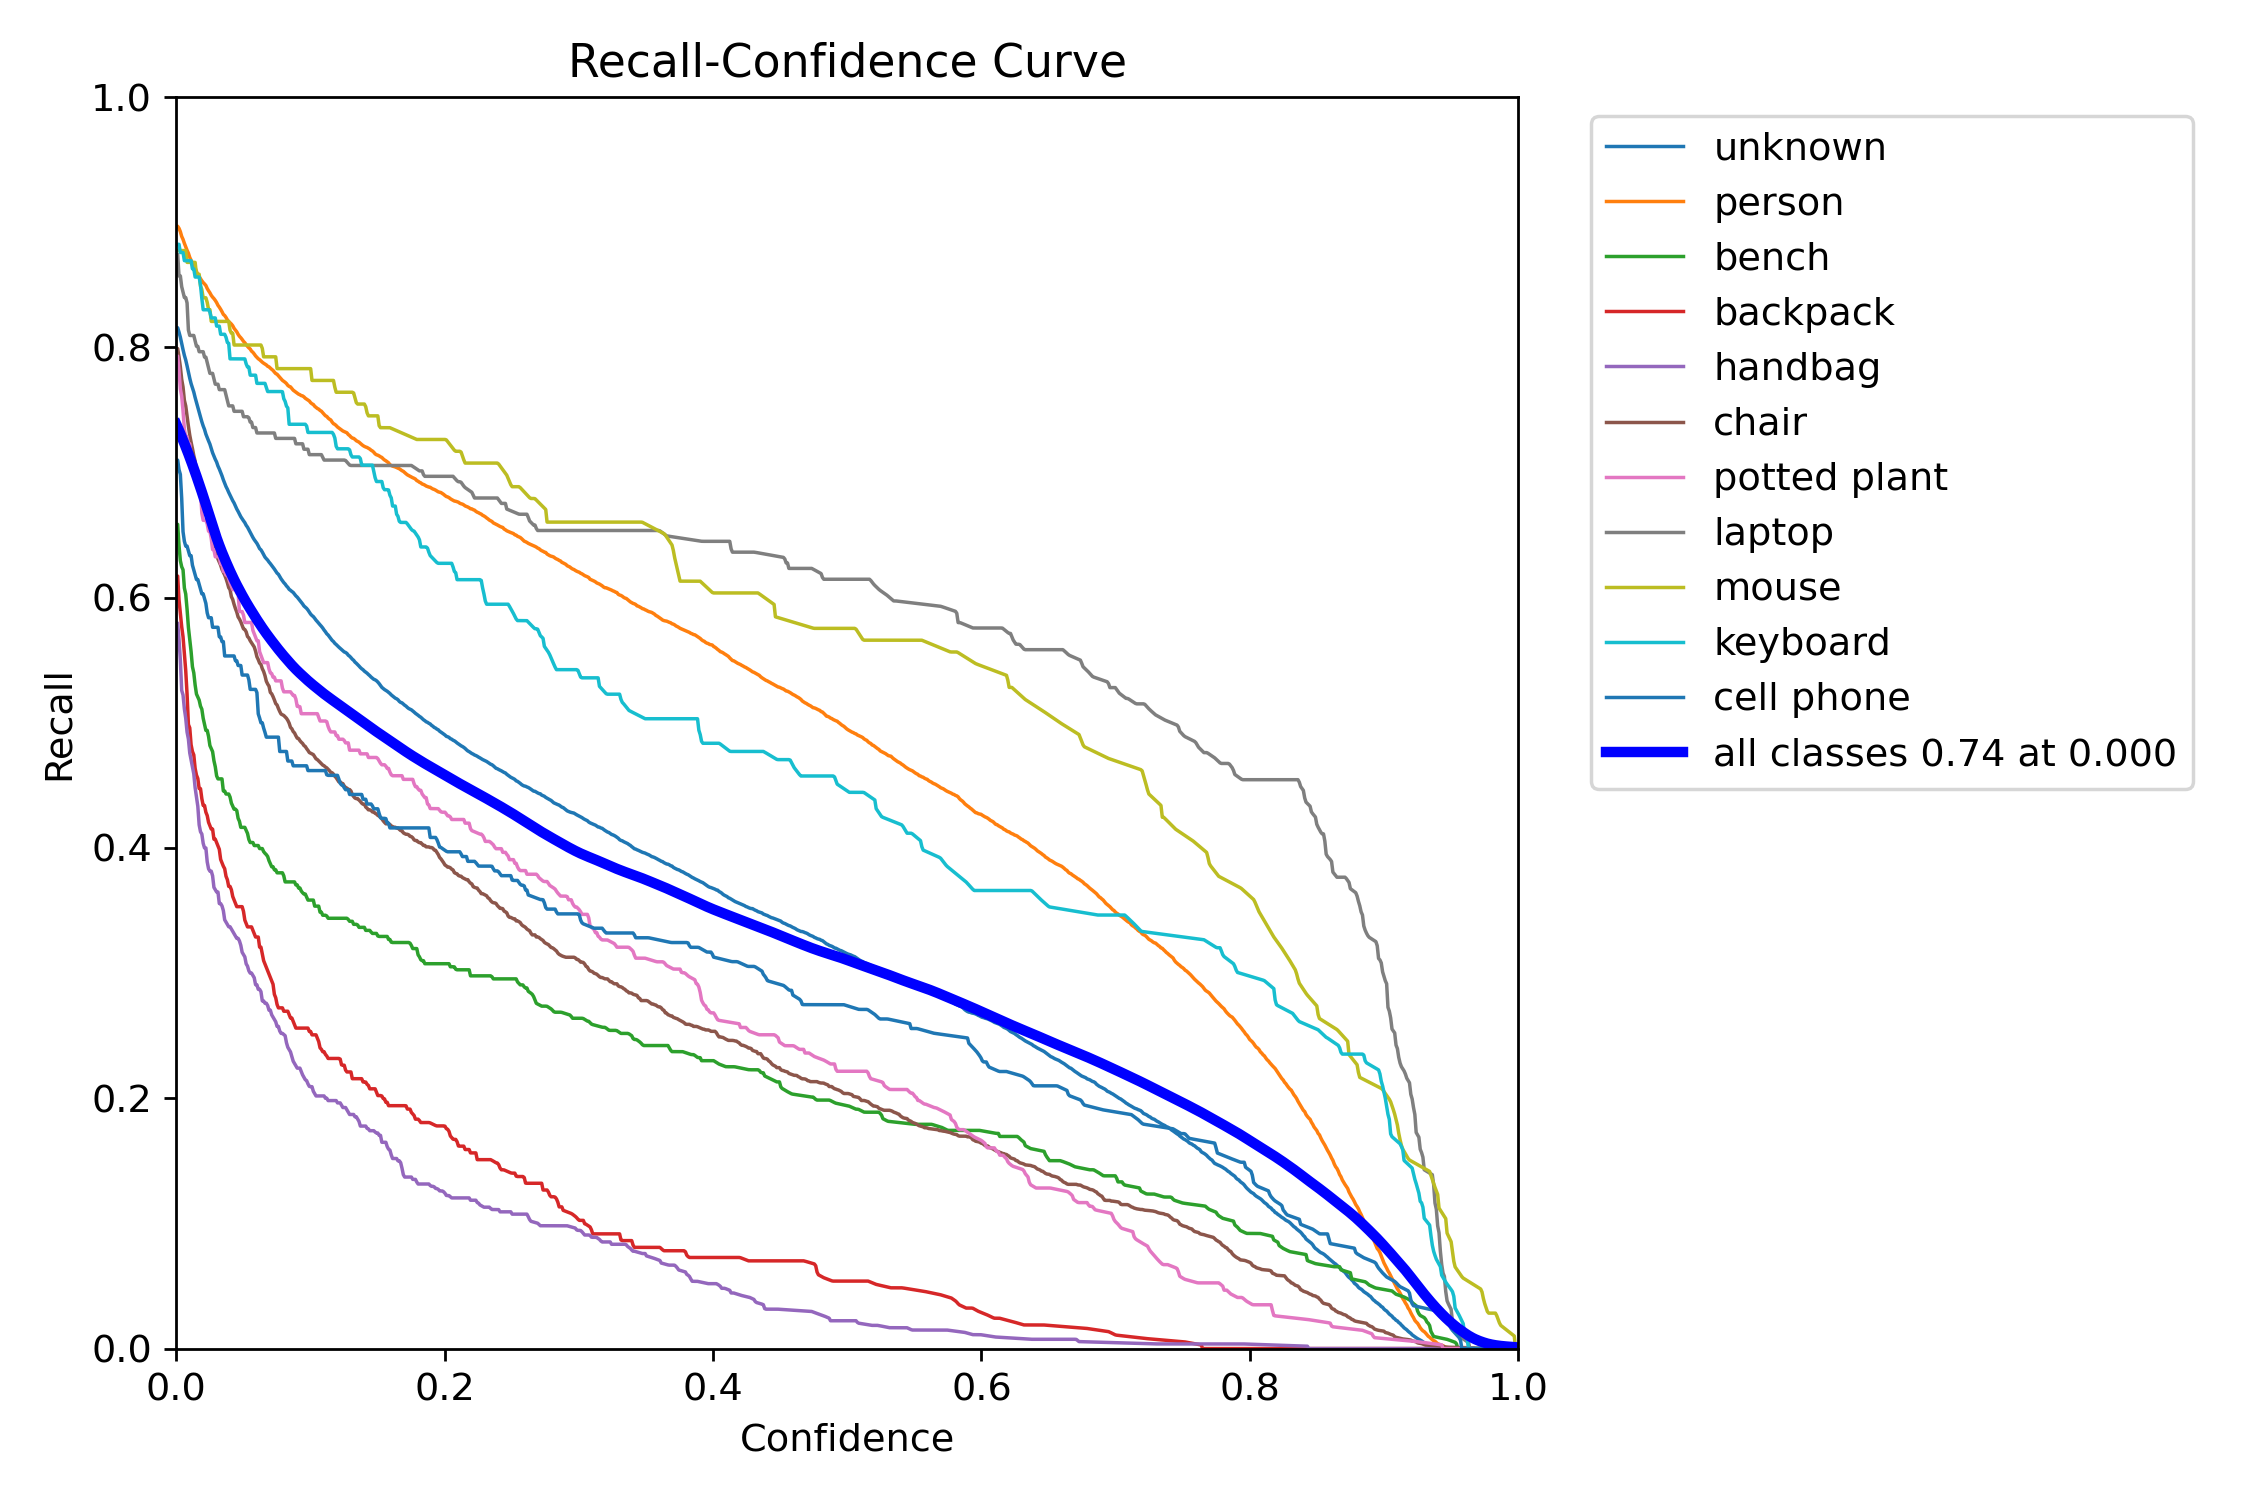 Recall-Confidence Curve
1.0
0.8
0.6
0.4
0.2
0.0
Recall
0.0 0.2 0.4 0.6 0.8 1.0
Confidence
unknown
person
bench
backpack
handbag
chair
potted plant
laptop
mouse
keyboard
cell phone
all classes 0.74 at 0.000